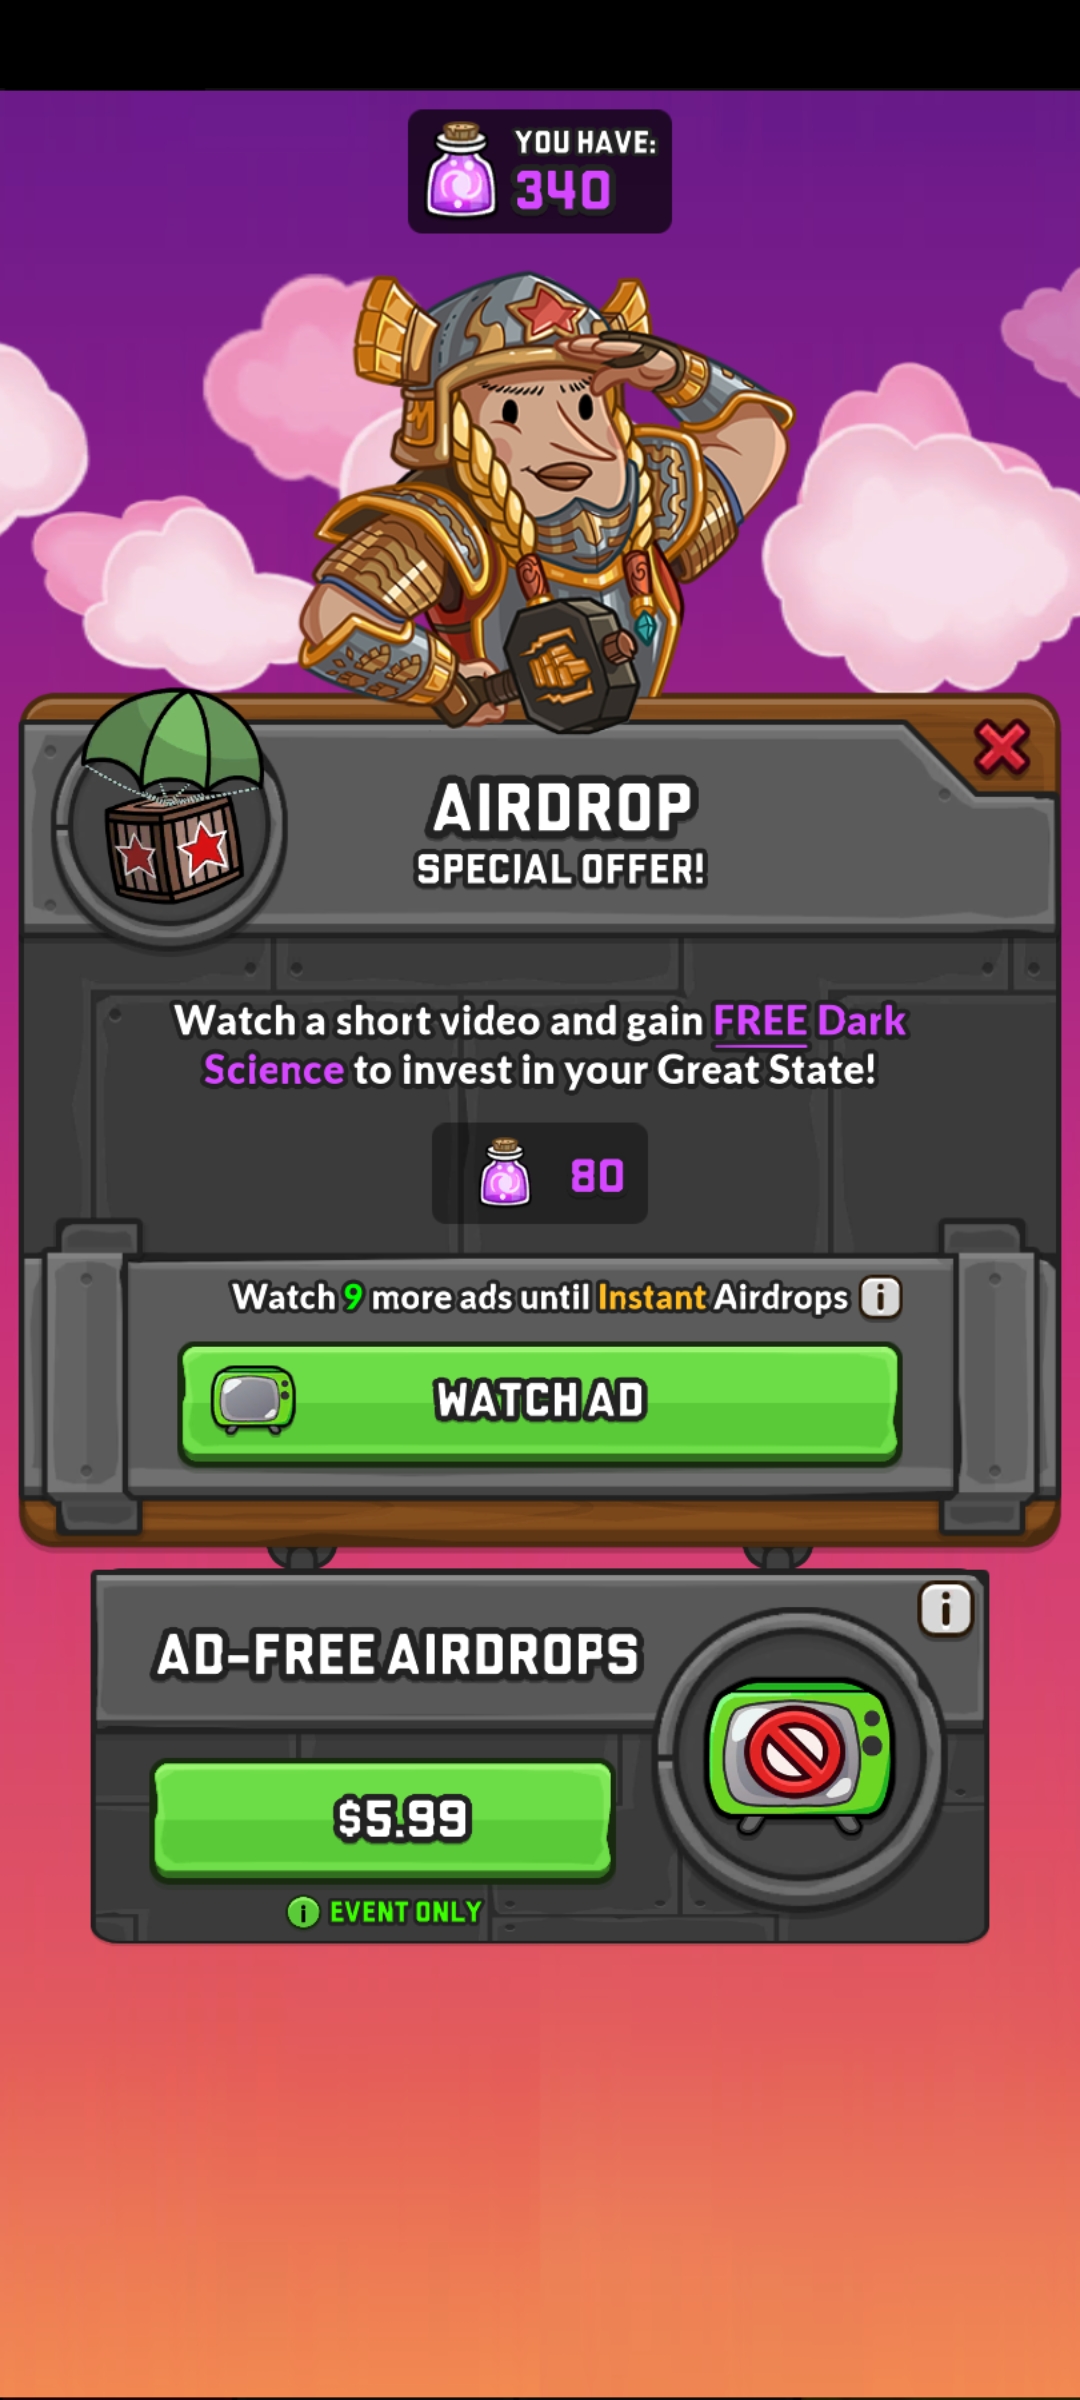 YOU HAVE:
340
AIRDROP
SPECIAL OFFER!
Watch a short video and gain FREE Dark
Science to invest in your Great State!
80
Watch 9 more ads until Instant Airdrops
WATCH AD
AD-FREE AIRDROPS
$5.99
EVENT ONLY